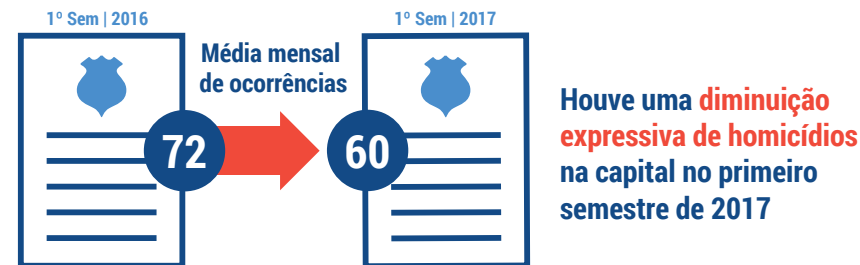 1º Sem | 2016
1º Sem | 2017
Média mensal
de ocorrências
72
60
Houve uma diminuição
expressiva de homicídios
na capital no primeiro
semestre de 2017